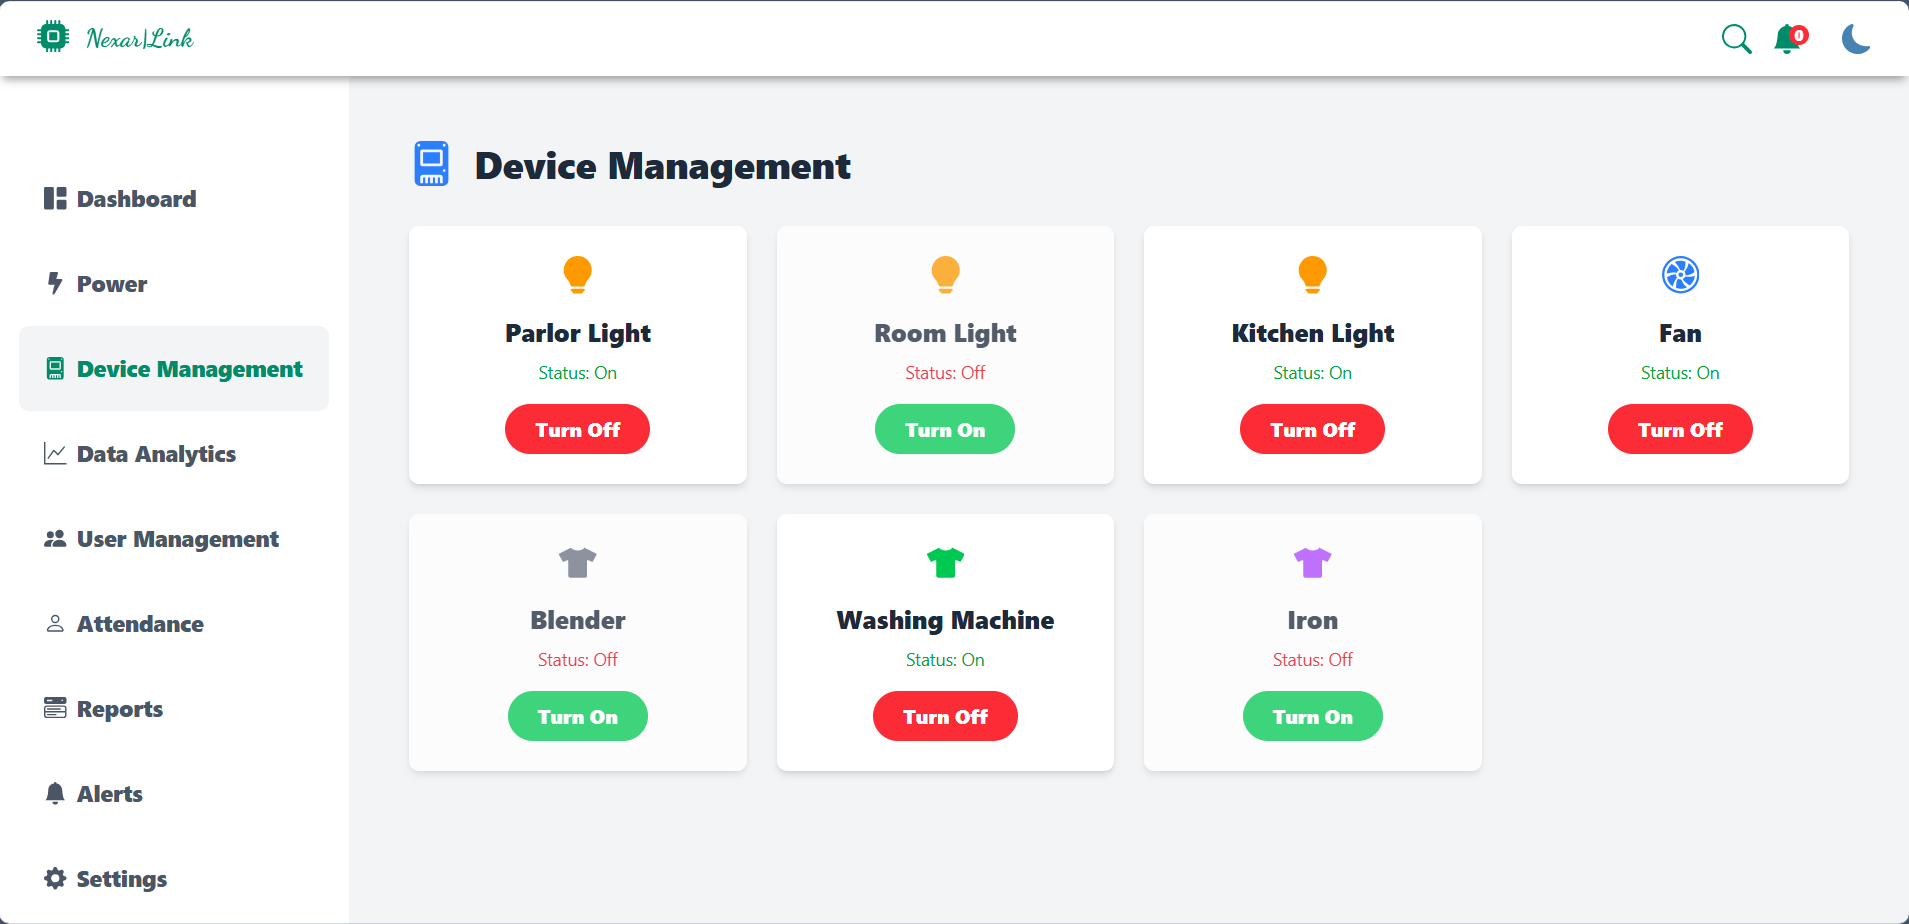 Nexar|Link
0
Dashboard
Power
Device Management
Data Analytics
User Management
Attendance
Reports
Alerts
Settings
Device Management
Parlor Light
Status: On
Turn Off
Room Light
Status: Off
Turn On
Kitchen Light
Status: On
Turn Off
Fan
Status: On
Turn Off
Blender
Status: Off
Turn On
Washing Machine
Status: On
Turn Off
Iron
Status: Off
Turn On